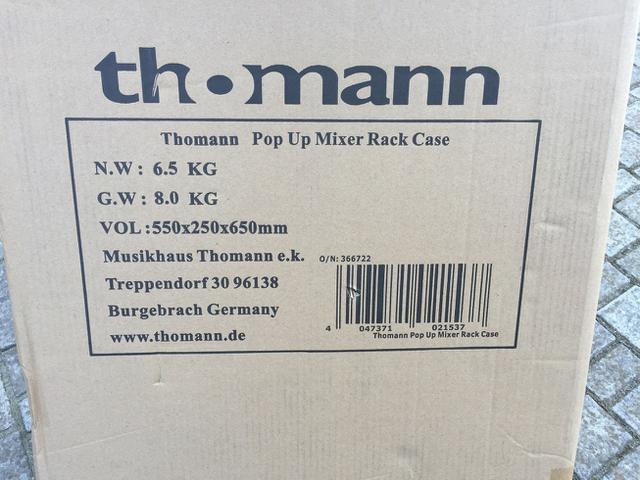 th•mann
Thomann Pop Up Mixer Rack Case
N.W : 6.5 KG
G.W : 8.0 KG
VOL :550x250x650mm
Musikhaus Thomann e.k.
Treppendorf 30 96138
Burgebrach Germany
www.thomann.de
O/N: 366722
4 047371 021537
Thomann Pop Up Mixer Rack Case